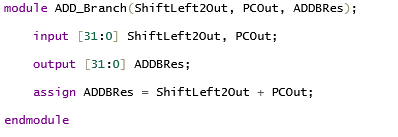 module ADD_Branch(ShiftLeft2Out, PCOut, ADDBRes);
input [31:0] ShiftLeft2Out, PCOut;
output [31:0] ADDBRes;
assign ADDBRes = ShiftLeft2Out + PCOut;
endmodule